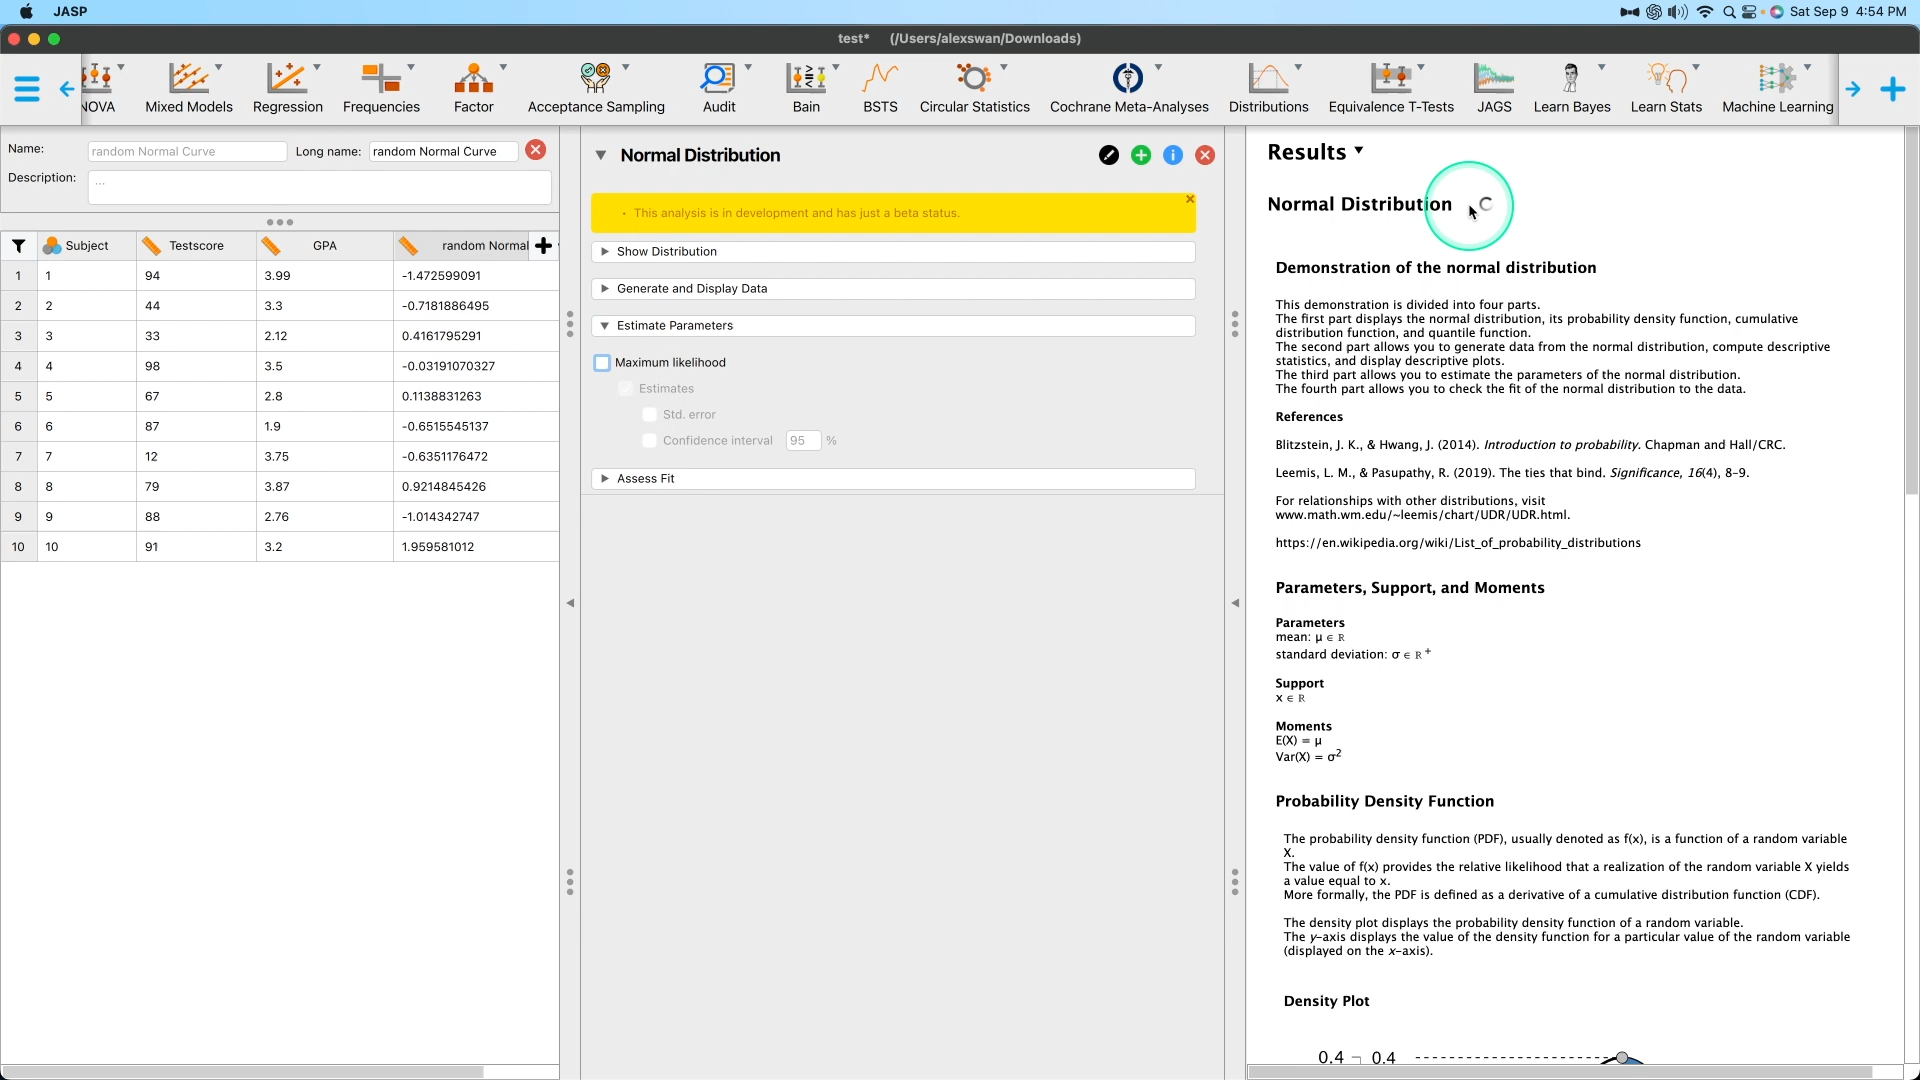 JASP
Sat Sep 9 4:54 PM
test* (/Users/alexswan/Downloads)
NOVA
Mixed Models
Regression
Frequencies
Factor
Acceptance Sampling
Audit
Bain
BSTS
Circular Statistics
Cochrane Meta-Analyses
Distributions
Equivalence T-Tests
JAGS
Learn Bayes
Learn Stats
Machine Learning
Name: random Normal Curve Long name: random Normal Curve
Description: ...
Subject Testscore GPA random Normal
1 1 94 3.99 -1.472599091
2 2 44 3.3 -0.7181886495
3 3 33 2.12 0.4161795291
4 4 98 3.5 -0.03191070327
5 5 67 2.8 0.1138831263
6 6 87 1.9 -0.6515545137
7 7 12 3.75 -0.6351176472
8 8 79 3.87 0.9214845426
9 9 88 2.76 -1.014342747
10 10 91 3.2 1.959581012
Normal Distribution
· This analysis is in development and has just a beta status.
Show Distribution
Generate and Display Data
Estimate Parameters
Maximum likelihood
Estimates
Std. error
Confidence interval 95 %
Assess Fit
Results
Normal Distribution
Demonstration of the normal distribution
This demonstration is divided into four parts.
The first part displays the normal distribution, its probability density function, cumulative
distribution function, and quantile function.
The second part allows you to generate data from the normal distribution, compute descriptive
statistics, and display descriptive plots.
The third part allows you to estimate the parameters of the normal distribution.
The fourth part allows you to check the fit of the normal distribution to the data.
References
Blitzstein, J. K., & Hwang, J. (2014). Introduction to probability. Chapman and Hall/CRC.
Leemis, L. M., & Pasupathy, R. (2019). The ties that bind. Significance, 16(4), 8–9.
For relationships with other distributions, visit
www.math.wm.edu/~leemis/chart/UDR/UDR.html.
https://en.wikipedia.org/wiki/List_of_probability_distributions
Parameters, Support, and Moments
Parameters
mean: μ ∈ ℝ
standard deviation: σ ∈ ℝ⁺
Support
x ∈ ℝ
Moments
E(X) = μ
Var(X) = σ²
Probability Density Function
The probability density function (PDF), usually denoted as f(x), is a function of a random variable
X.
The value of f(x) provides the relative likelihood that a realization of the random variable X yields
a value equal to x.
More formally, the PDF is defined as a derivative of a cumulative distribution function (CDF).
The density plot displays the probability density function of a random variable.
The y–axis displays the value of the density function for a particular value of the random variable
(displayed on the x–axis).
Density Plot
0.4 0.4